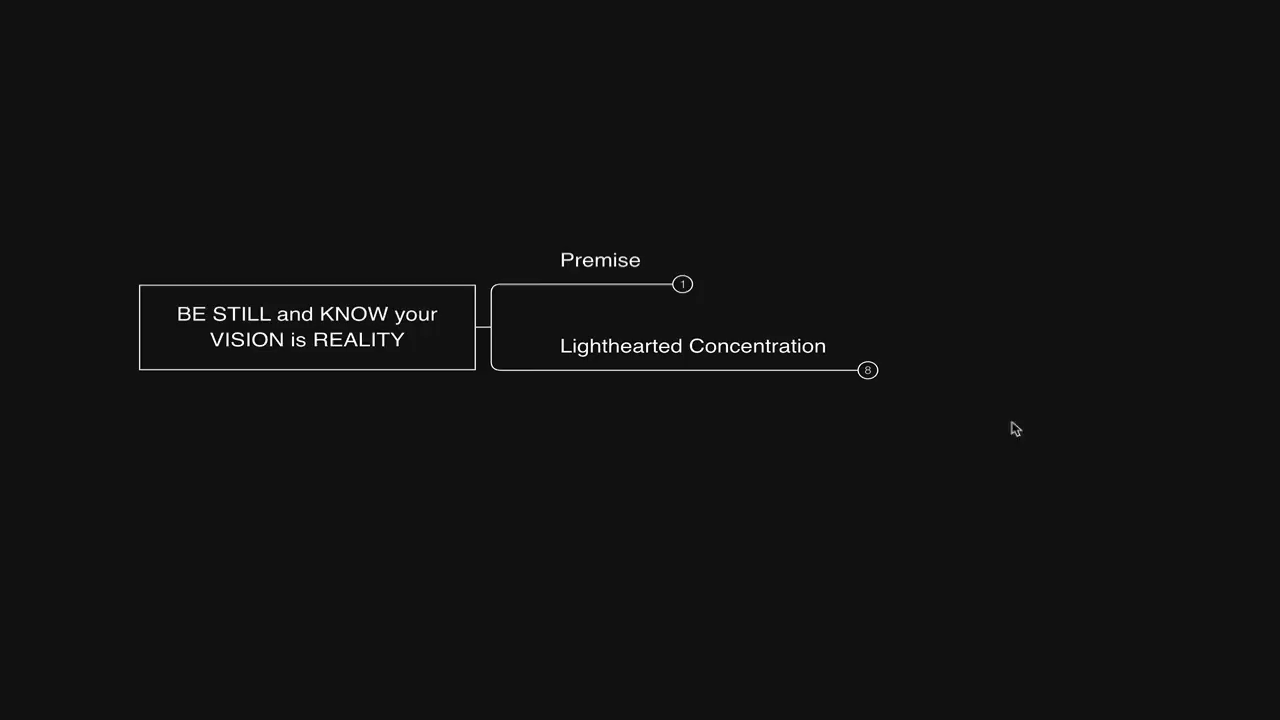 Premise
1
BE STILL and KNOW your
VISION is REALITY
Lighthearted Concentration
8